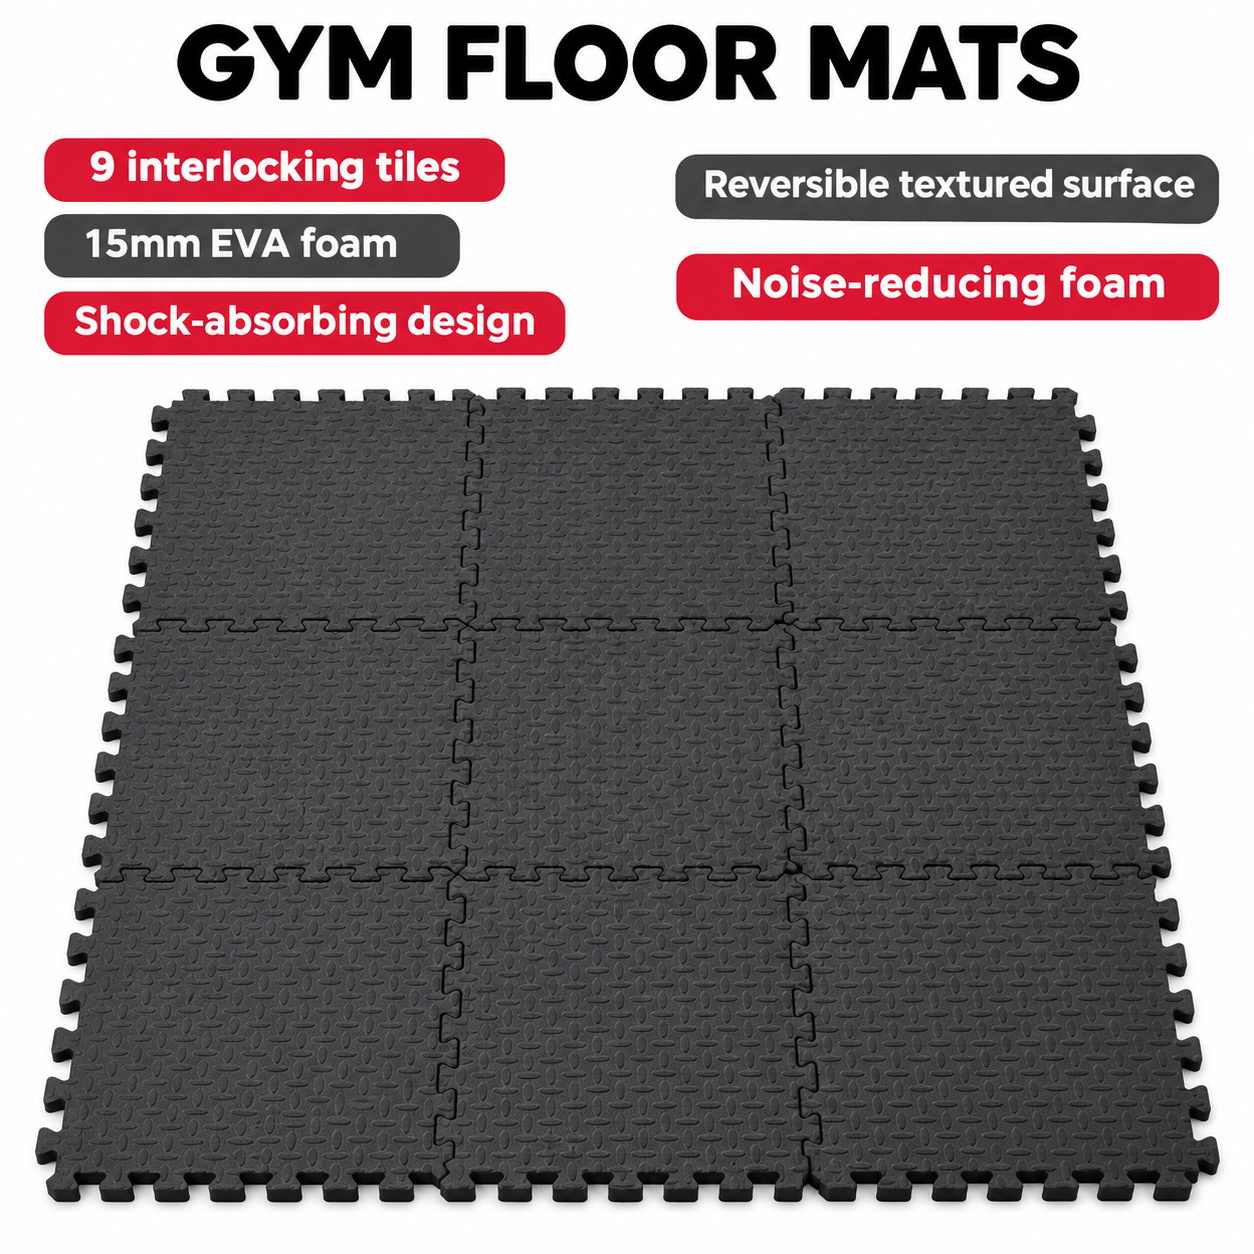 GYM FLOOR MATS
9 interlocking tiles
15mm EVA foam
Shock-absorbing design
Reversible textured surface
Noise-reducing foam